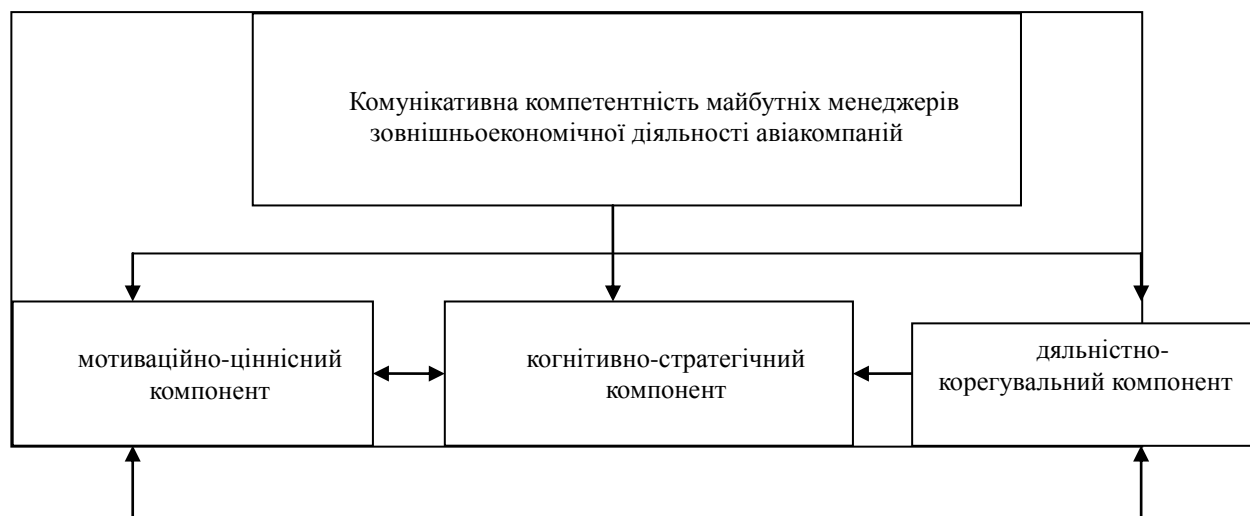 Комунікативна компетентність майбутніх менеджерів
зовнішньоекономічної діяльності авіакомпаній
мотиваційно-ціннісний
компонент
когнітивно-стратегічний
компонент
дяльністно-
корегувальний компонент